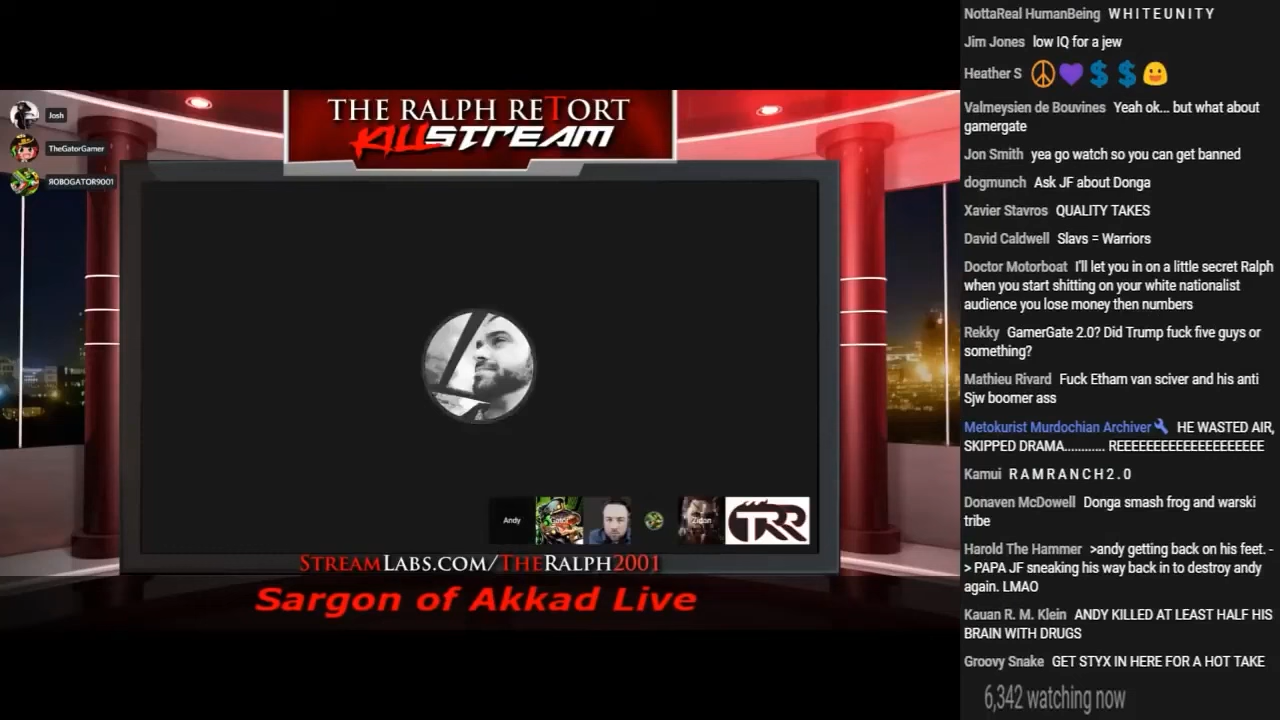 Josh
TheGatorGamer
ЯOBOGATOR9001
THE RALPH RETORT
KILLSTREAM
Andy
Gator
Zidan
TRR
STREAMLABS.COM/THERALPH2001
Sargon of Akkad Live
NottaReal HumanBeing W H I T E U N I T Y
Jim Jones low IQ for a jew
Heather S
Valmeysien de Bouvines Yeah ok... but what about
gamergate
Jon Smith yea go watch so you can get banned
dogmunch Ask JF about Donga
Xavier Stavros QUALITY TAKES
David Caldwell Slavs = Warriors
Doctor Motorboat I'll let you in on a little secret Ralph
when you start shitting on your white nationalist
audience you lose money then numbers
Rekky GamerGate 2.0? Did Trump fuck five guys or
something?
Mathieu Rivard Fuck Etham van sciver and his anti
Sjw boomer ass
Metokurist Murdochian Archiver HE WASTED AIR,
SKIPPED DRAMA............ REEEEEEEEEEEEEEEEEEEE
Kamui R A M R A N C H 2 . 0
Donaven McDowell Donga smash frog and warski
tribe
Harold The Hammer >andy getting back on his feet. -
> PAPA JF sneaking his way back in to destroy andy
again. LMAO
Kauan R. M. Klein ANDY KILLED AT LEAST HALF HIS
BRAIN WITH DRUGS
Groovy Snake GET STYX IN HERE FOR A HOT TAKE
6,342 watching now